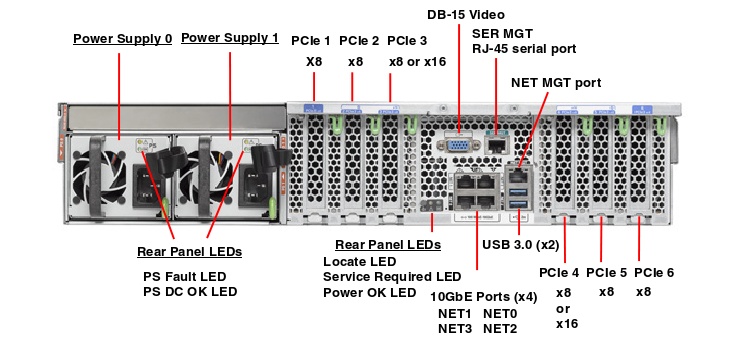 DB-15 Video
SER MGT
RJ-45 serial port
Power Supply 0
Power Supply 1
PCIe 1
X8
PCIe 2
x8
PCIe 3
x8 or x16
NET MGT port
Rear Panel LEDs
PS Fault LED
PS DC OK LED
Rear Panel LEDs
Locate LED
Service Required LED
Power OK LED
10GbE Ports (x4)
NET1 NET0
NET3 NET2
USB 3.0 (x2)
PCIe 4
x8
or
x16
PCIe 5
x8
PCIe 6
x8